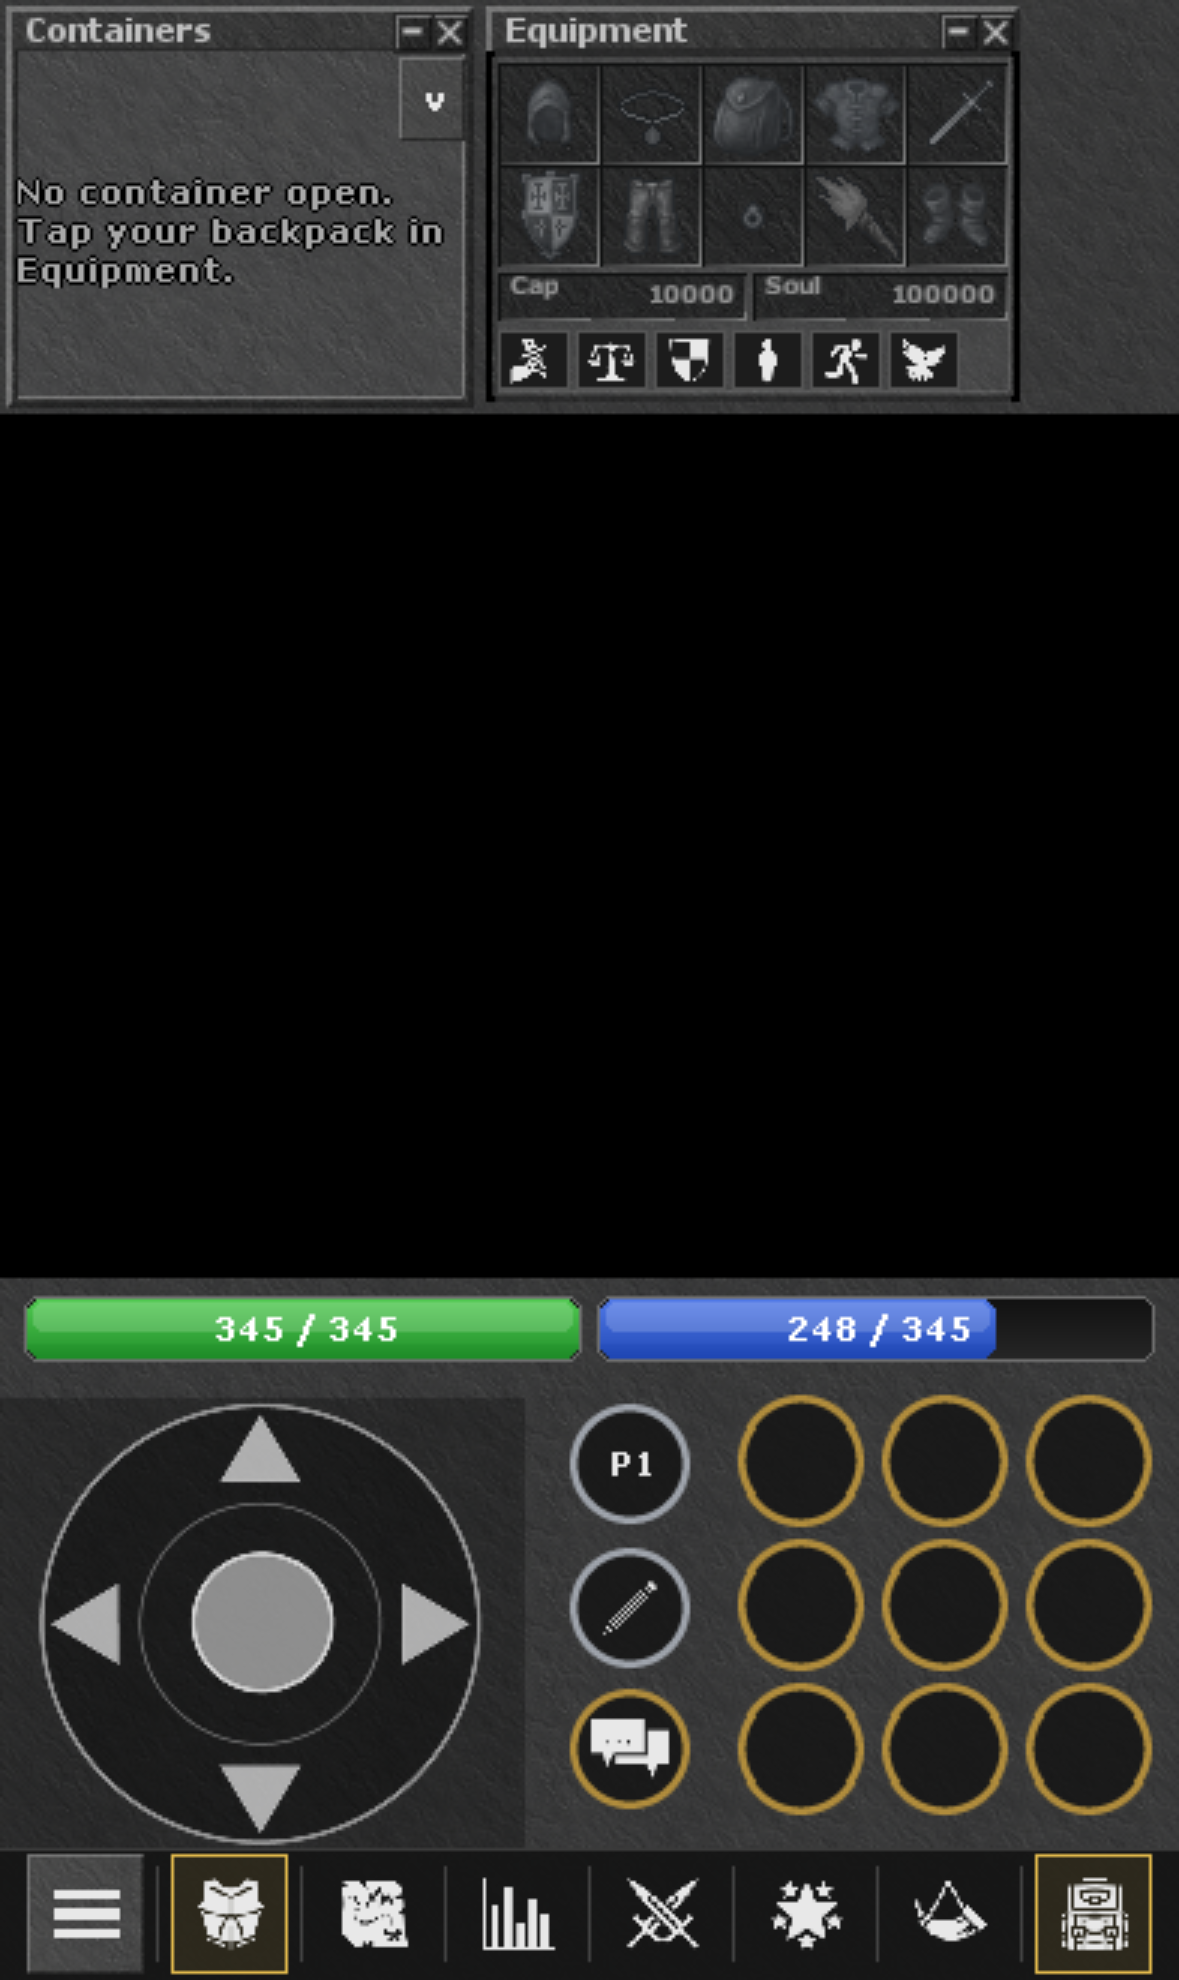 Containers
Equipment
v
No container open.
Tap your backpack in
Equipment.
Cap 10000
Soul 100000
345 / 345
248 / 345
P1